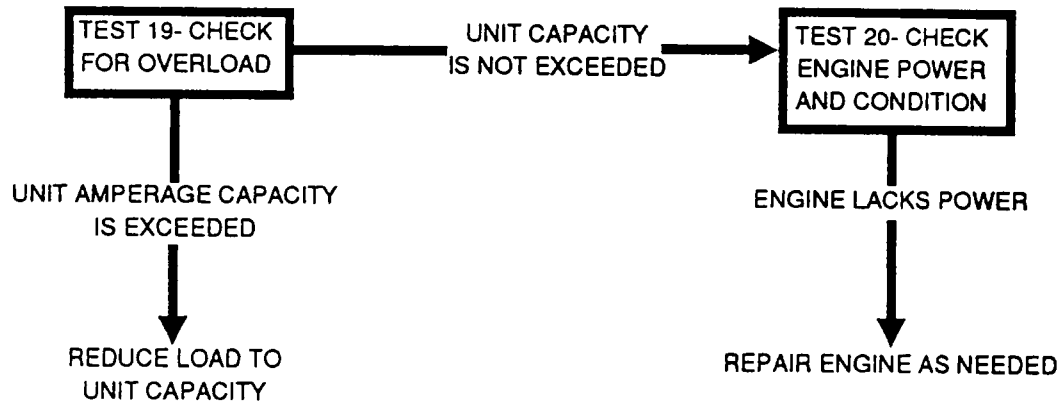 TEST 19- CHECK
FOR OVERLOAD
UNIT CAPACITY
IS NOT EXCEEDED
TEST 20- CHECK
ENGINE POWER
AND CONDITION
UNIT AMPERAGE CAPACITY
IS EXCEEDED
ENGINE LACKS POWER
REDUCE LOAD TO
UNIT CAPACITY
REPAIR ENGINE AS NEEDED